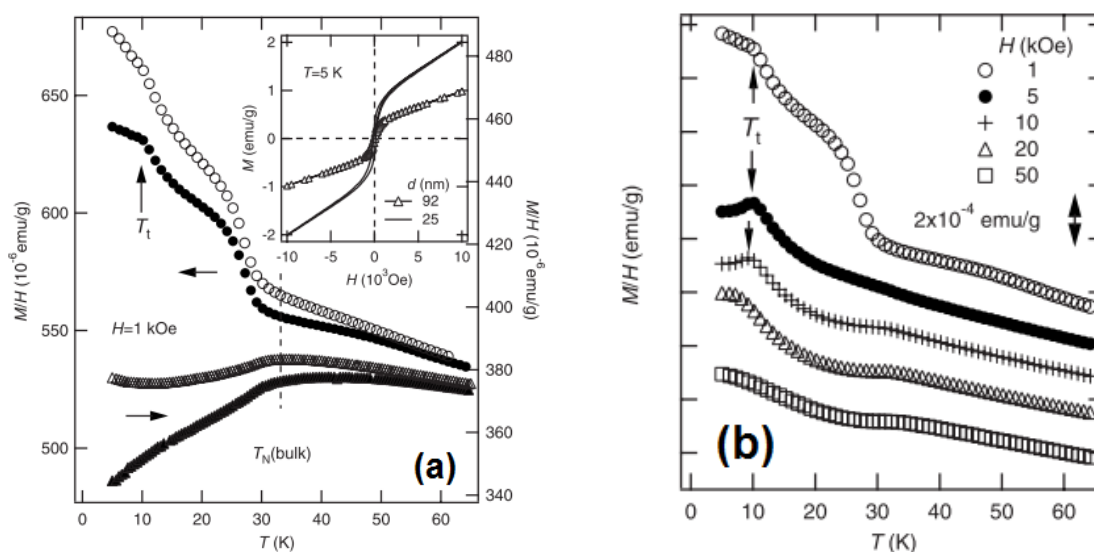 650
600
550
500
M/H (10⁻⁶emu/g)
480
460
440
420
400
380
360
340
M/H (10⁻⁶emu/g)
0
10
20
30
40
50
60
T (K)
T_t
H=1 kOe
T_N(bulk)
(a)
2
1
0
-1
-2
M (emu/g)
T=5 K
d (nm)
92
25
-10
-5
0
5
10
H (10³Oe)
M/H (emu/g)
H (kOe)
1
5
10
20
50
T_t
2x10⁻⁴ emu/g
(b)
0
10
20
30
40
50
60
T (K)